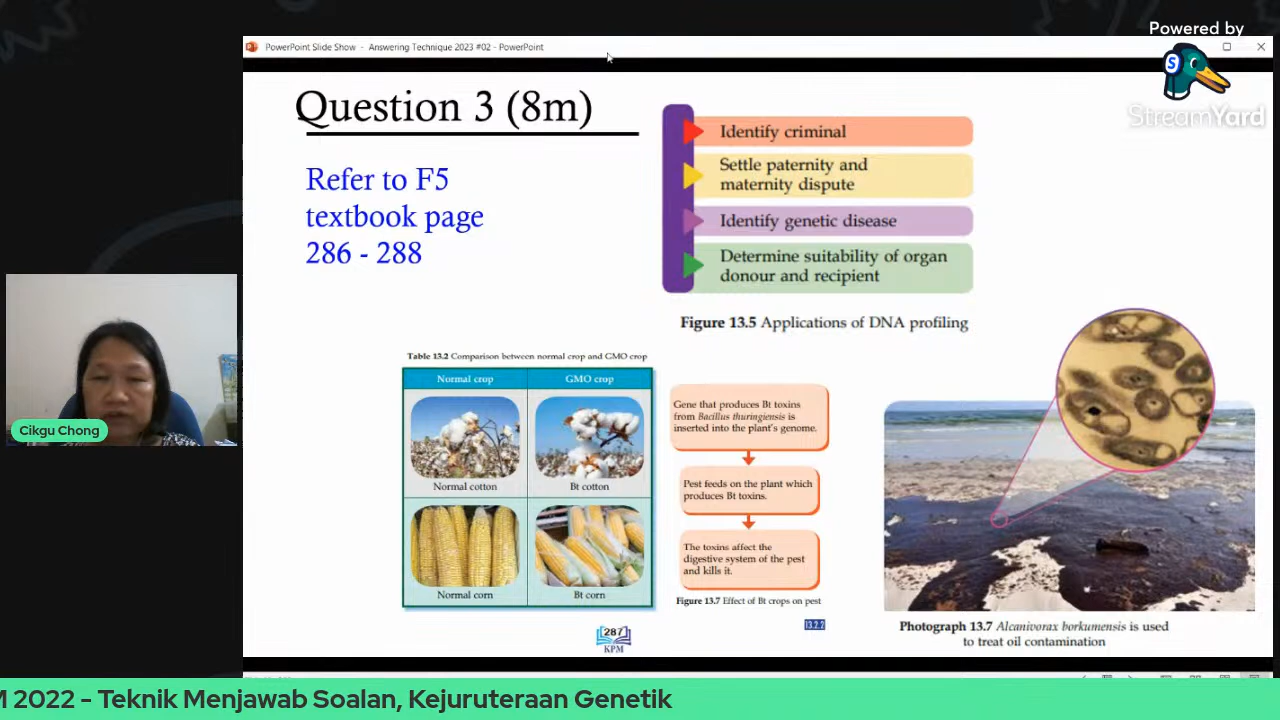 Powered by
StreamYard
PowerPoint Slide Show - Answering Technique 2023 #02 - PowerPoint
Question 3 (8m)
Refer to F5
textbook page
286 - 288
Identify criminal
Settle paternity and
maternity dispute
Identify genetic disease
Determine suitability of organ
donour and recipient
Figure 13.5 Applications of DNA profiling
Table 13.2 Comparison between normal crop and GMO crop
Normal crop
GMO crop
Normal cotton
Bt cotton
Normal corn
Bt corn
287
KPM
Gene that produces Bt toxins
from Bacillus thuringiensis is
inserted into the plant's genome.
Pest feeds on the plant which
produces Bt toxins.
The toxins affect the
digestive system of the pest
and kills it.
Figure 13.7 Effect of Bt crops on pest
13.2.2
Photograph 13.7 Alcanivorax borkumensis is used
to treat oil contamination
Cikgu Chong
M 2022 - Teknik Menjawab Soalan, Kejuruteraan Genetik